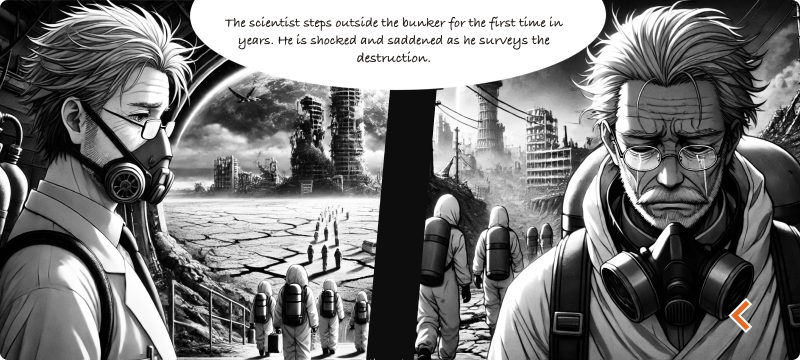 The scientist steps outside the bunker for the first time in
years. He is shocked and saddened as he surveys the
destruction.